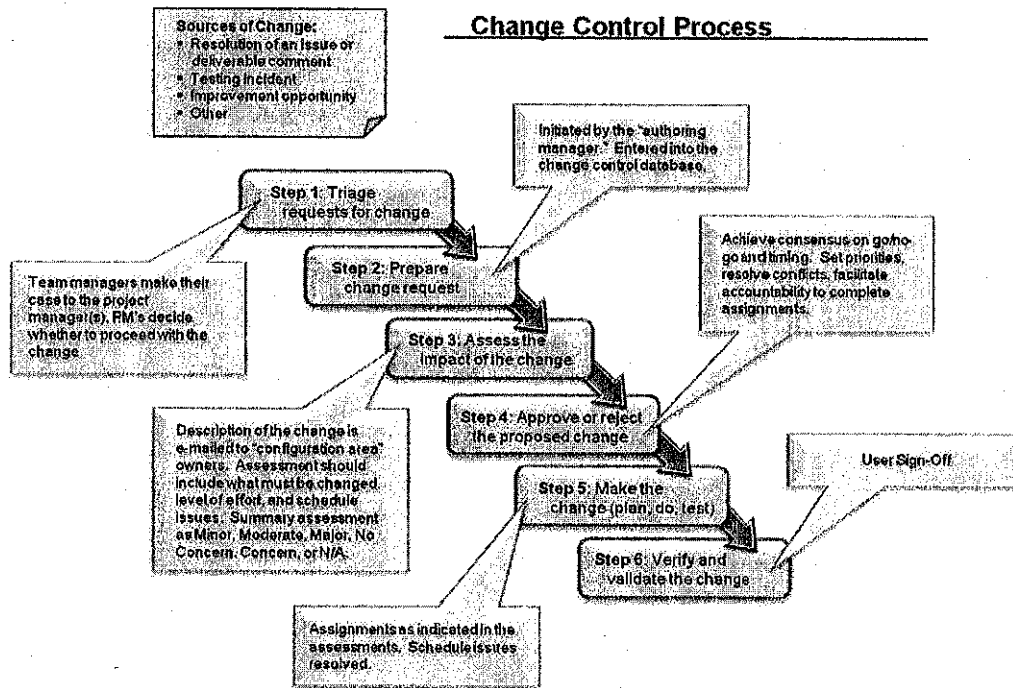 Change Control Process
Sources of Change:
▪ Resolution of an issue or
deliverable comment
▪ Testing incident
▪ Improvement opportunity
▪ Other
Initiated by the "authoring
manager." Entered into the
change control database.
Step 1: Triage
requests for change
Team managers make their
case to the project
manager(s). PM's decide
whether to proceed with the
change
Step 2: Prepare
change request
Achieve consensus on go/no-
go and timing. Set priorities,
resolve conflicts, facilitate
accountability to complete
assignments.
Step 3: Assess the
impact of the change
Description of the change is
e-mailed to "configuration area"
owners. Assessment should
include what must be changed,
level of effort, and schedule
issues. Summary assessment
as Minor, Moderate, Major, No
Concern, Concern, or N/A.
Step 4: Approve or reject
the proposed change
User Sign-Off
Step 5: Make the
change (plan, do, test)
Step 6: Verify and
validate the change
Assignments as indicated in the
assessments. Schedule issues
resolved.